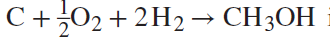 C + ½O₂ + 2H₂ → CH₃OH i